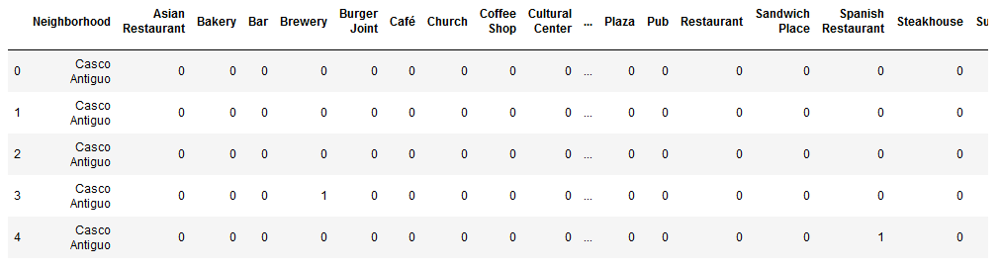 Neighborhood Asian Restaurant Bakery Bar Brewery Burger Joint Café Church Coffee Shop Cultural Center ... Plaza Pub Restaurant Sandwich Place Spanish Restaurant Steakhouse
0 Casco Antiguo 0 0 0 0 0 0 0 0 0 ... 0 0 0 0 0 0
1 Casco Antiguo 0 0 0 0 0 0 0 0 0 ... 0 0 0 0 0 0
2 Casco Antiguo 0 0 0 0 0 0 0 0 0 ... 0 0 0 0 0 0
3 Casco Antiguo 0 0 0 1 0 0 0 0 0 ... 0 0 0 0 0 0
4 Casco Antiguo 0 0 0 0 0 0 0 0 0 ... 0 0 0 0 1 0